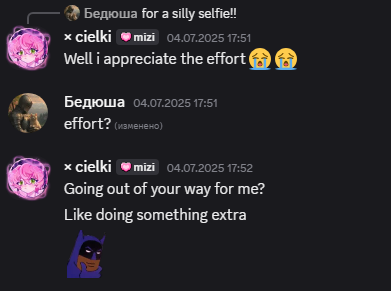 Бедюша for a silly selfie!!
× cielki mizi 04.07.2025 17:51
Well i appreciate the effort😭😭
Бедюша 04.07.2025 17:51
effort? (изменено)
× cielki mizi 04.07.2025 17:52
Going out of your way for me?
Like doing something extra